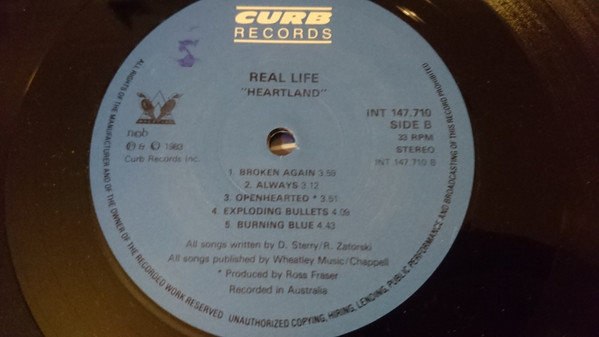 CURB
RECORDS
REAL LIFE
"HEARTLAND"
INT 147.710
SIDE B
33 RPM
STEREO
INT 147.710 B
ncb
℗ & © 1983
Curb Records Inc.
1. BROKEN AGAIN 3.59
2. ALWAYS 3.12
3. OPENHEARTED * 3.51
4. EXPLODING BULLETS 4.09
5. BURNING BLUE 4.43
All songs written by D. Sterry/R. Zatorski
All songs published by Wheatley Music/Chappell
* Produced by Ross Fraser
Recorded in Australia
ALL RIGHTS OF THE MANUFACTURER AND OF THE OWNER OF THE RECORDED WORK RESERVED UNAUTHORIZED COPYING, HIRING, LENDING, PUBLIC PERFORMANCE AND BROADCASTING OF THIS RECORD PROHIBITED